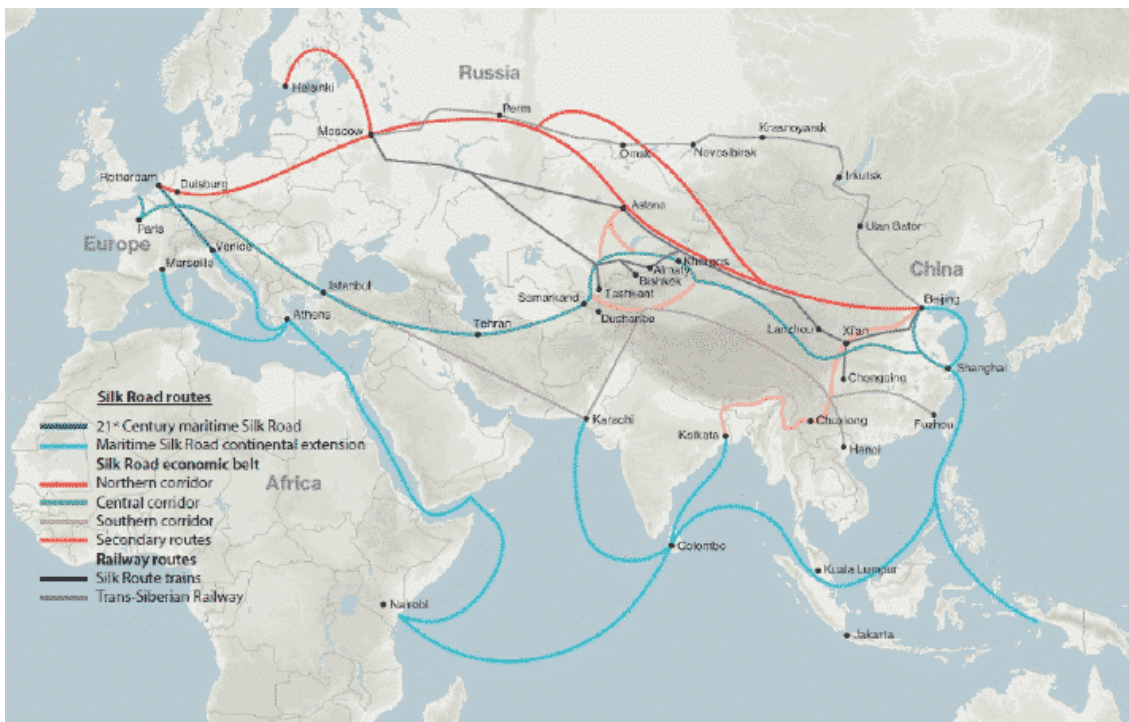 Russia
Helsinki
Perm
Moscow
Krasnoyarsk
Omsk
Novosibirsk
Rotterdam
Duisburg
Irkutsk
Astana
Paris
Ulan Bator
Europe
Venice
Marseille
Khorgos
Almaty
China
Bishkek
Istanbul
Tashkent
Samarkand
Beijing
Athens
Dushanbe
Tehran
Lanzhou
Xi'an
Shanghai
Chongqing
Silk Road routes
21st Century maritime Silk Road
Maritime Silk Road continental extension
Silk Road economic belt
Northern corridor
Central corridor
Southern corridor
Secondary routes
Railway routes
Silk Route trains
Trans-Siberian Railway
Karachi
Kolkata
Fuzhou
Hanoi
Africa
Colombo
Kuala Lumpur
Nairobi
Jakarta